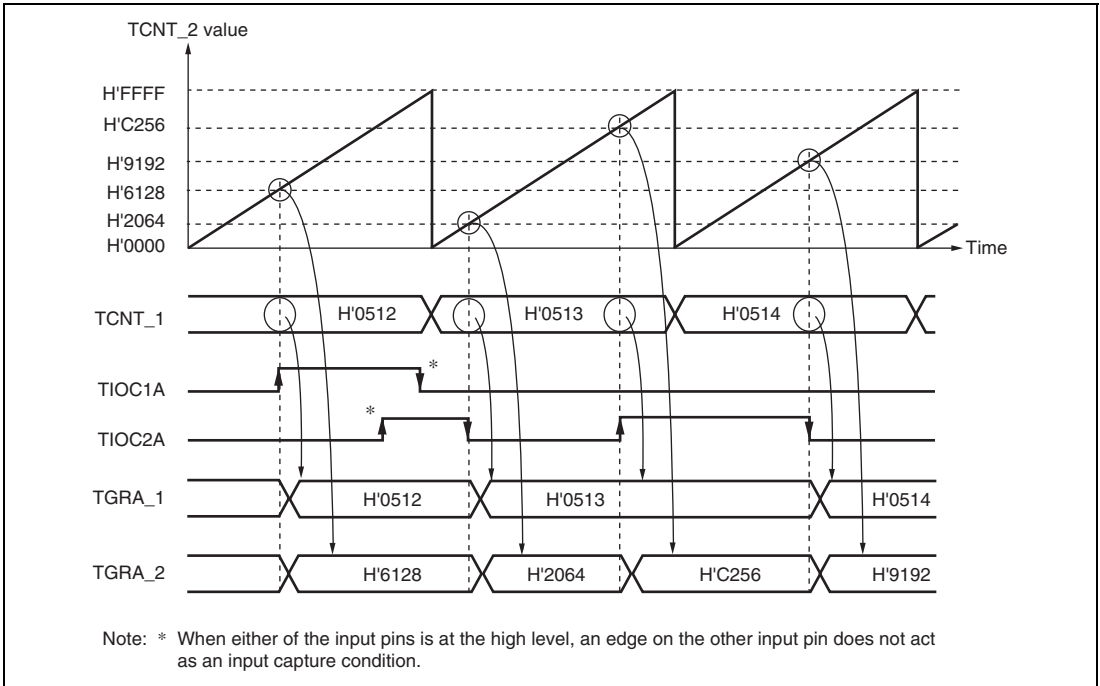 TCNT_2 value
H'FFFF
H'C256
H'9192
H'6128
H'2064
H'0000
Time
TCNT_1
H'0512
H'0513
H'0514
TIOC1A
*
TIOC2A
*
TGRA_1
H'0512
H'0513
H'0514
TGRA_2
H'6128
H'2064
H'C256
H'9192
Note: * When either of the input pins is at the high level, an edge on the other input pin does not act
as an input capture condition.